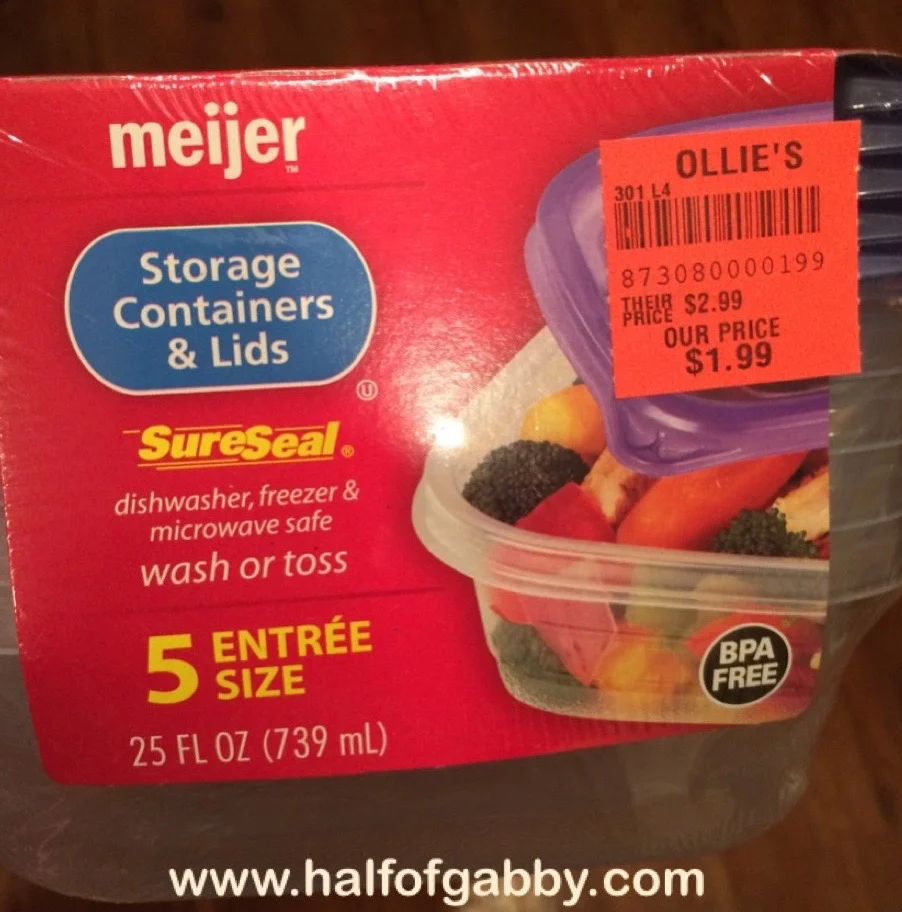 meijer
TM
Storage
Containers
& Lids
U
SureSeal®
dishwasher, freezer &
microwave safe
wash or toss
5 ENTRÉE
SIZE
25 FL OZ (739 mL)
OLLIE'S
301 L4
873080000199
THEIR
PRICE $2.99
OUR PRICE
$1.99
BPA
FREE
www.halfofgabby.com